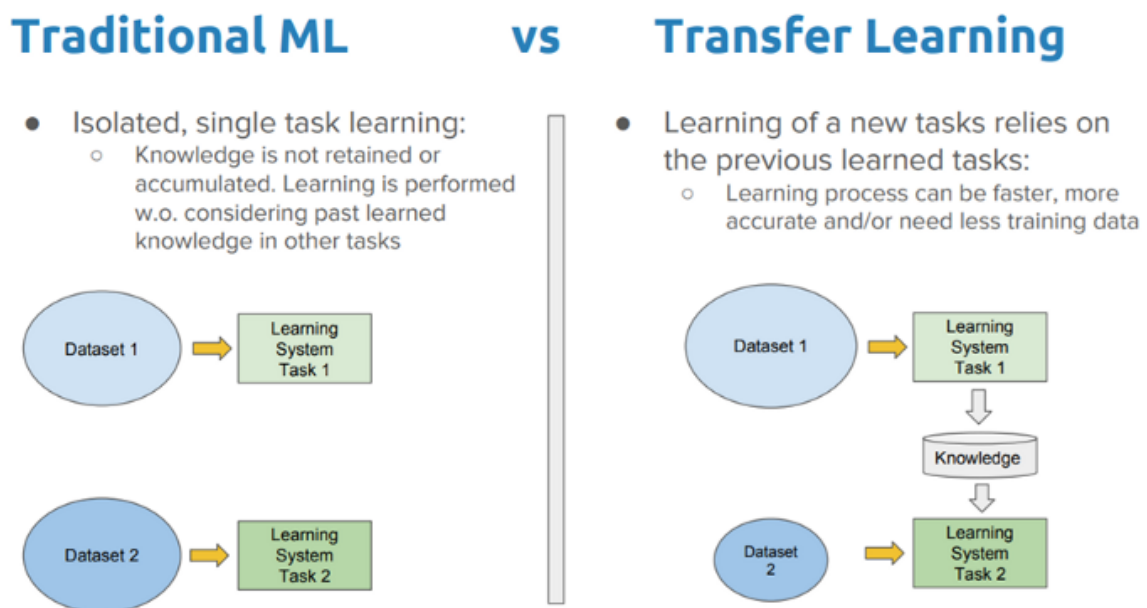 Traditional ML vs Transfer Learning
● Isolated, single task learning:
○ Knowledge is not retained or
accumulated. Learning is performed
w.o. considering past learned
knowledge in other tasks
Dataset 1
Learning
System
Task 1
Dataset 2
Learning
System
Task 2
● Learning of a new tasks relies on
the previous learned tasks:
○ Learning process can be faster, more
accurate and/or need less training data
Dataset 1
Learning
System
Task 1
Knowledge
Dataset
2
Learning
System
Task 2